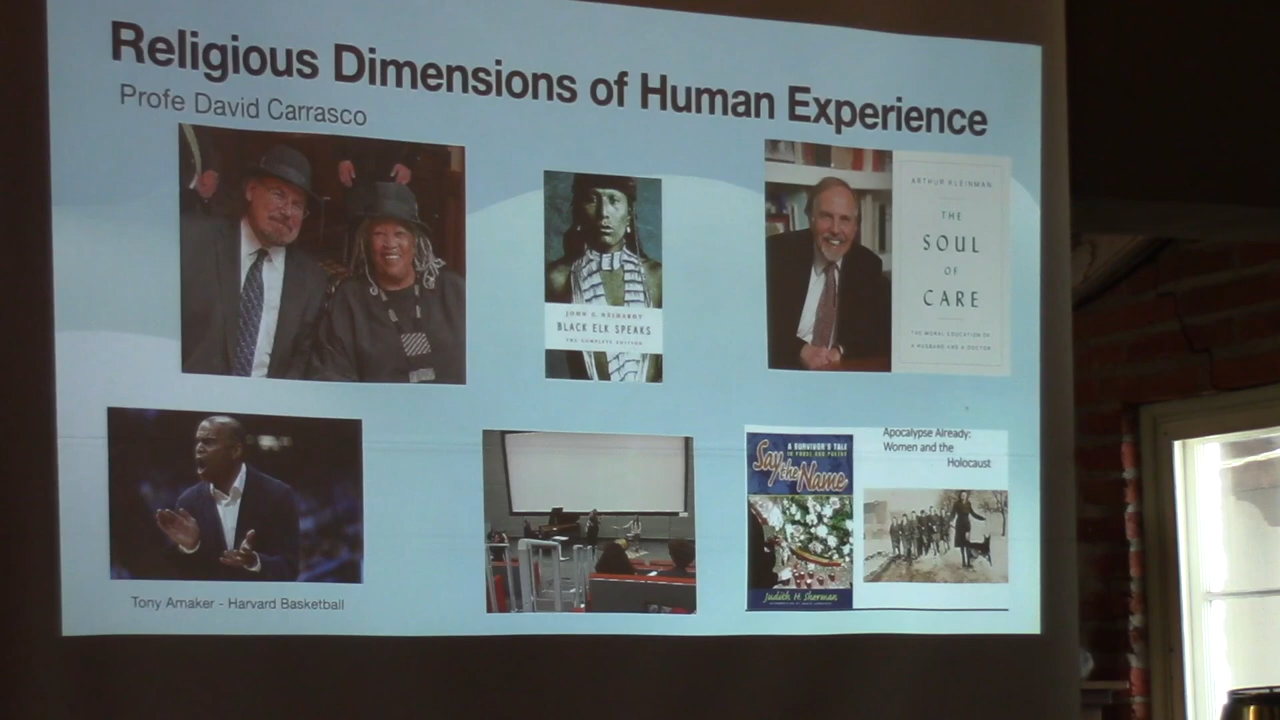 Religious Dimensions of Human Experience
Profe David Carrasco
JOHN G. NEIHARDT
BLACK ELK SPEAKS
THE COMPLETE EDITION
ARTHUR KLEINMAN
THE
SOUL
OF
CARE
THE MORAL EDUCATION OF
A HUSBAND AND A DOCTOR
Tony Amaker - Harvard Basketball
A SURVIVOR'S TALE
IN PROSE AND POETRY
Say the Name
Judith H. Sherman
Apocalypse Already:
Women and the
Holocaust